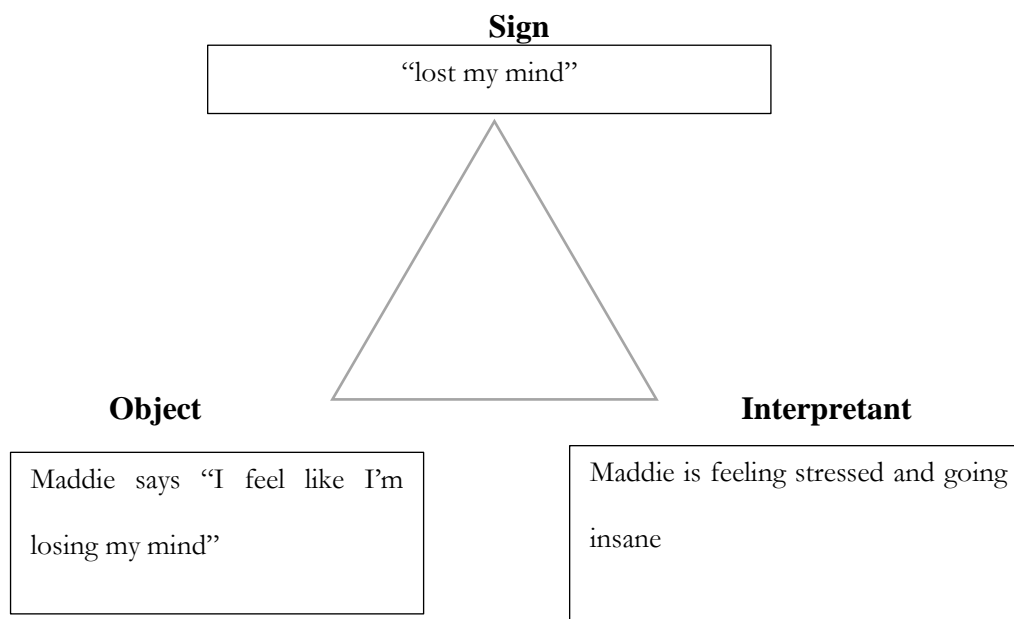 Sign
“lost my mind”
Object
Interpretant
Maddie says “I feel like I’m
losing my mind”
Maddie is feeling stressed and going
insane